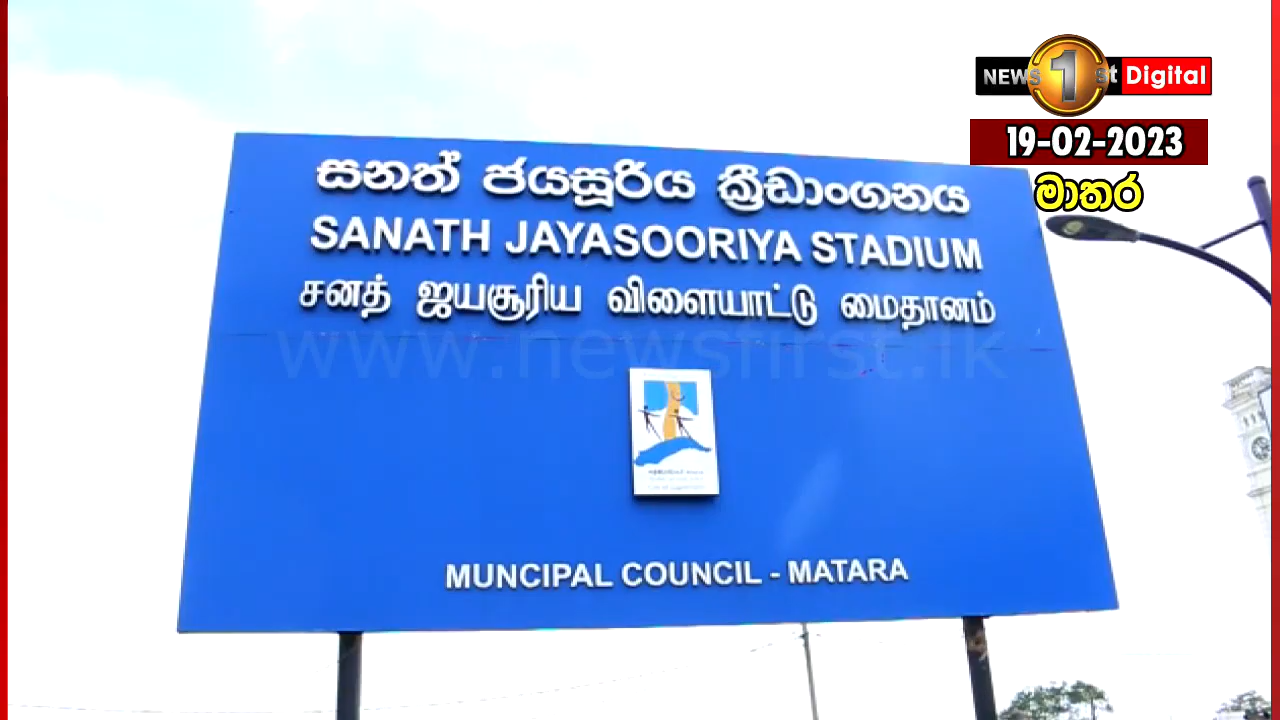 NEWS 1st Digital
19-02-2023
මාතර
සනත් ජයසූරිය ක්‍රීඩාංගනය
SANATH JAYASOORIYA STADIUM
சனத் ஜயசூரிய விளையாட்டு மைதானம்
www.newsfirst.lk
MUNCIPAL COUNCIL - MATARA